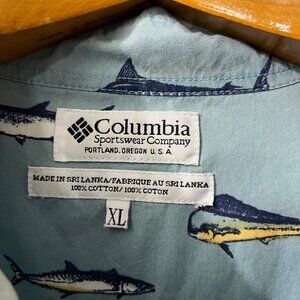 Columbia
Sportswear Company
PORTLAND, OREGON U. S. A
MADE IN SRI LANKA/FABRIQUE AU SRI LANKA
100% COTTON/100% COTON
XL